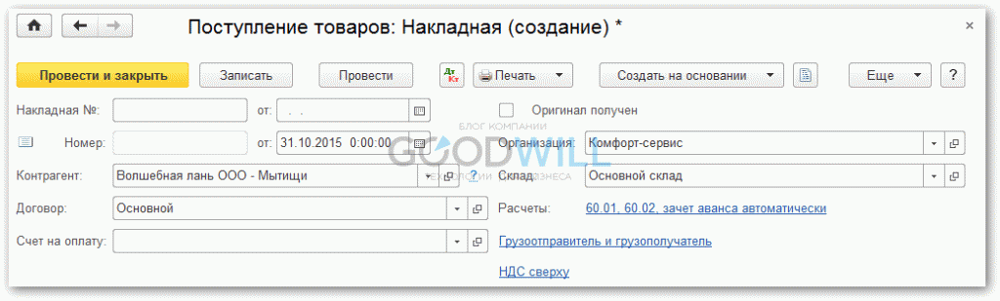 Поступление товаров: Накладная (создание) *
Провести и закрыть Записать Провести Дт Кт Печать Создать на основании Еще ?
Накладная №: от: . . Оригинал получен
БЛОГ КОМПАНИИ
Номер: от: 31.10.2015 0:00:00 Организация: Комфорт-сервис
GOODWILL
Контрагент: Волшебная лань ООО - Мытищи ? Склад: Основной склад
ТЕХНОЛОГИИ ДЛЯ БИЗНЕСА
Договор: Основной Расчеты: 60.01, 60.02, зачет аванса автоматически
Счет на оплату: Грузоотправитель и грузополучатель
НДС сверху